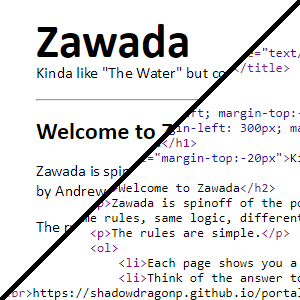 Zawada
Kinda like "The Water" but co
="text/
</title>
left; margin-top:-
margin-left: 300px; ma
</h1>
Welcome to Z
="margin-top:-20px">Ki
Zawada is spin
>Welcome to Zawada</h2>
by Andrew
p>Zawada is spinoff of the po
me rules, same logic, different
The ru
<p>The rules are simple.</p>
<ol>
<li>Each page shows you a
<li>Think of the answer to
<br>https://shadowdragonp.github.io/portal